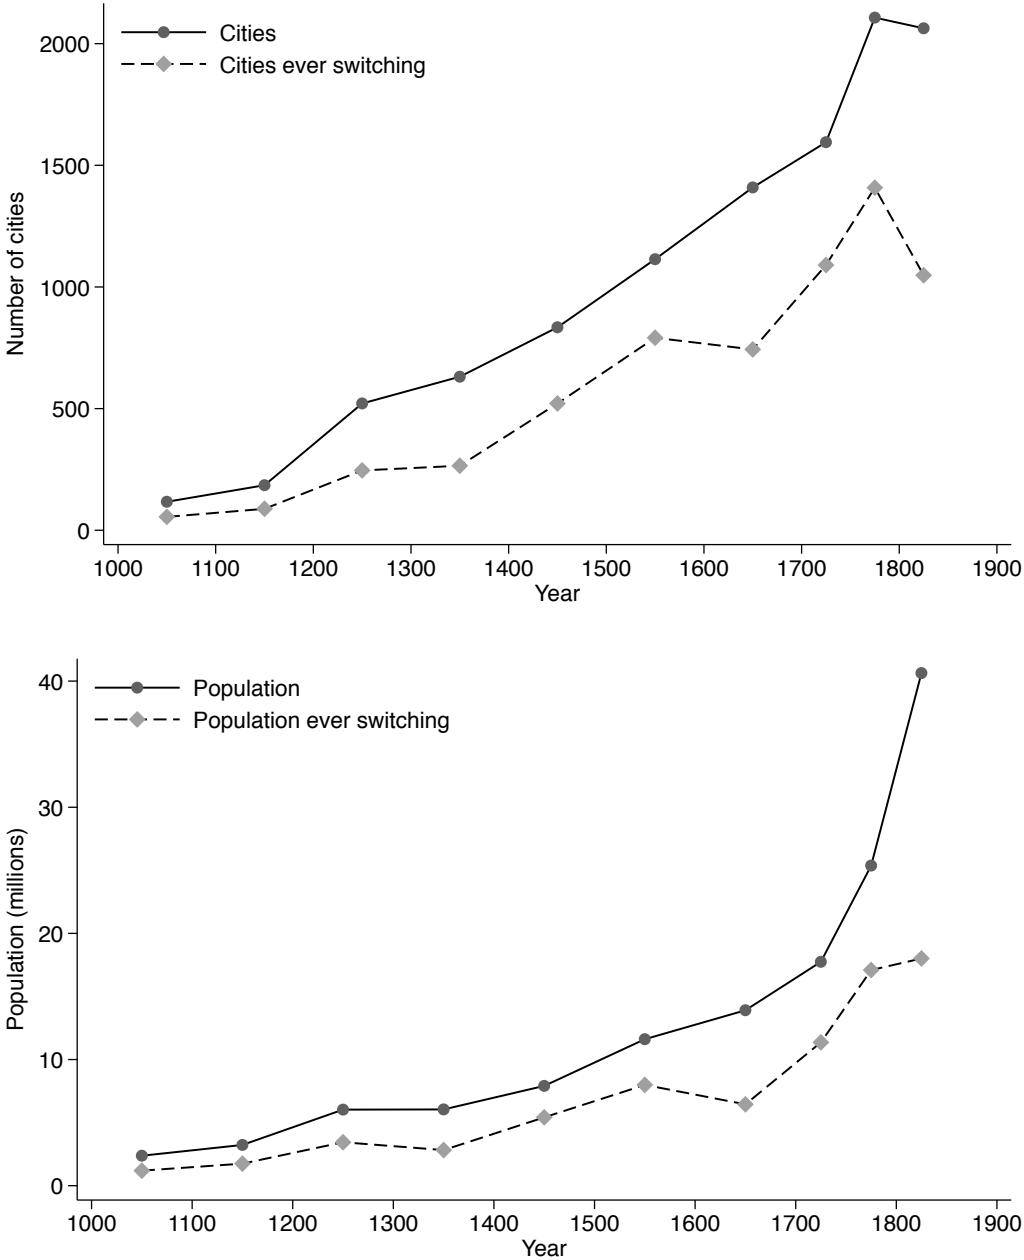 Cities
Cities ever switching
2000
1500
1000
500
0
Number of cities
1000 1100 1200 1300 1400 1500 1600 1700 1800 1900
Year
Population
Population ever switching
40
30
20
10
0
Population (millions)
1000 1100 1200 1300 1400 1500 1600 1700 1800 1900
Year